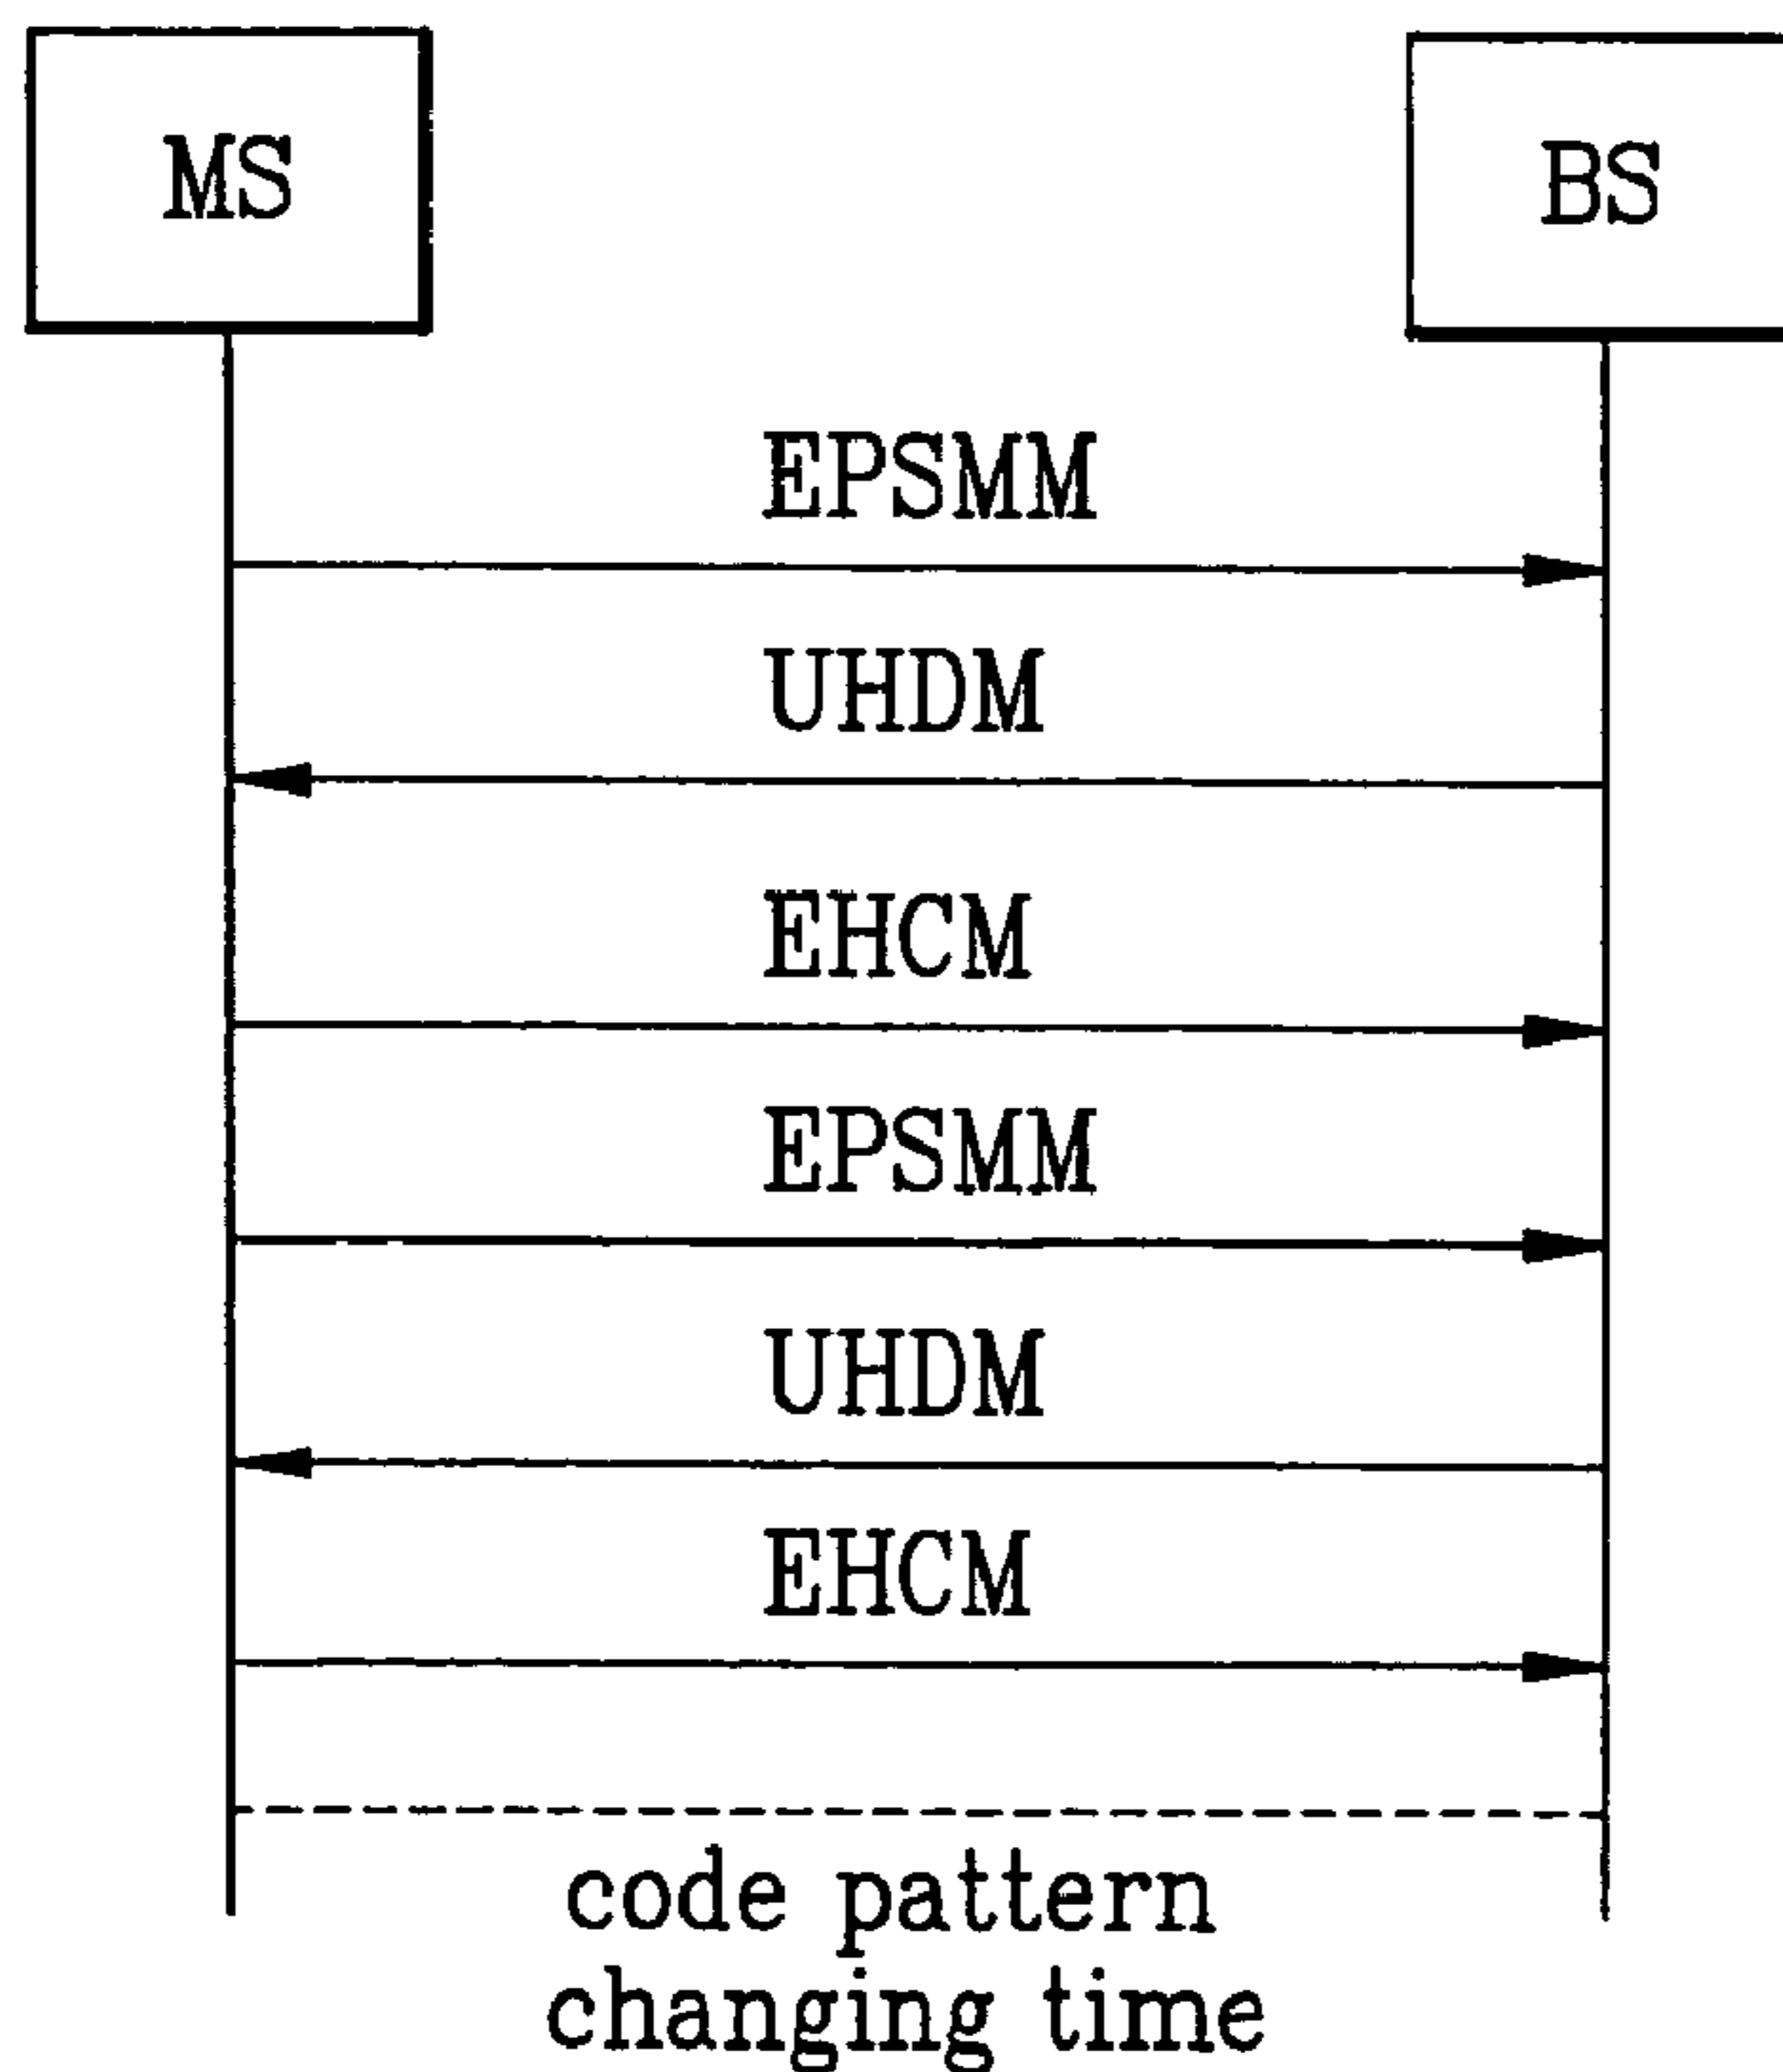 MS
BS
EPSMM
UHDM
EHCM
EPSMM
UHDM
EHCM
code pattern
changing time